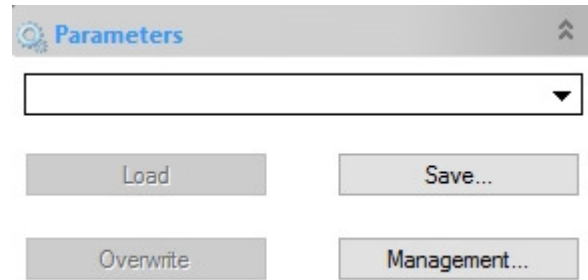 Parameters
Load
Save...
Overwrite
Management...